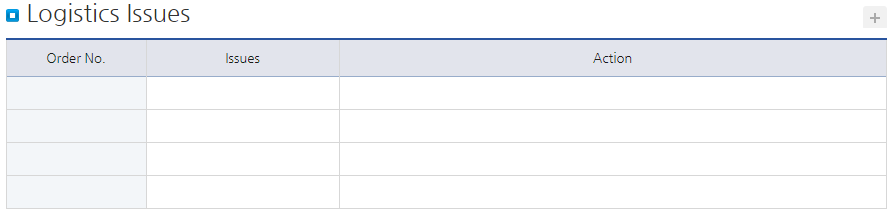 Logistics Issues
+
Order No. Issues Action